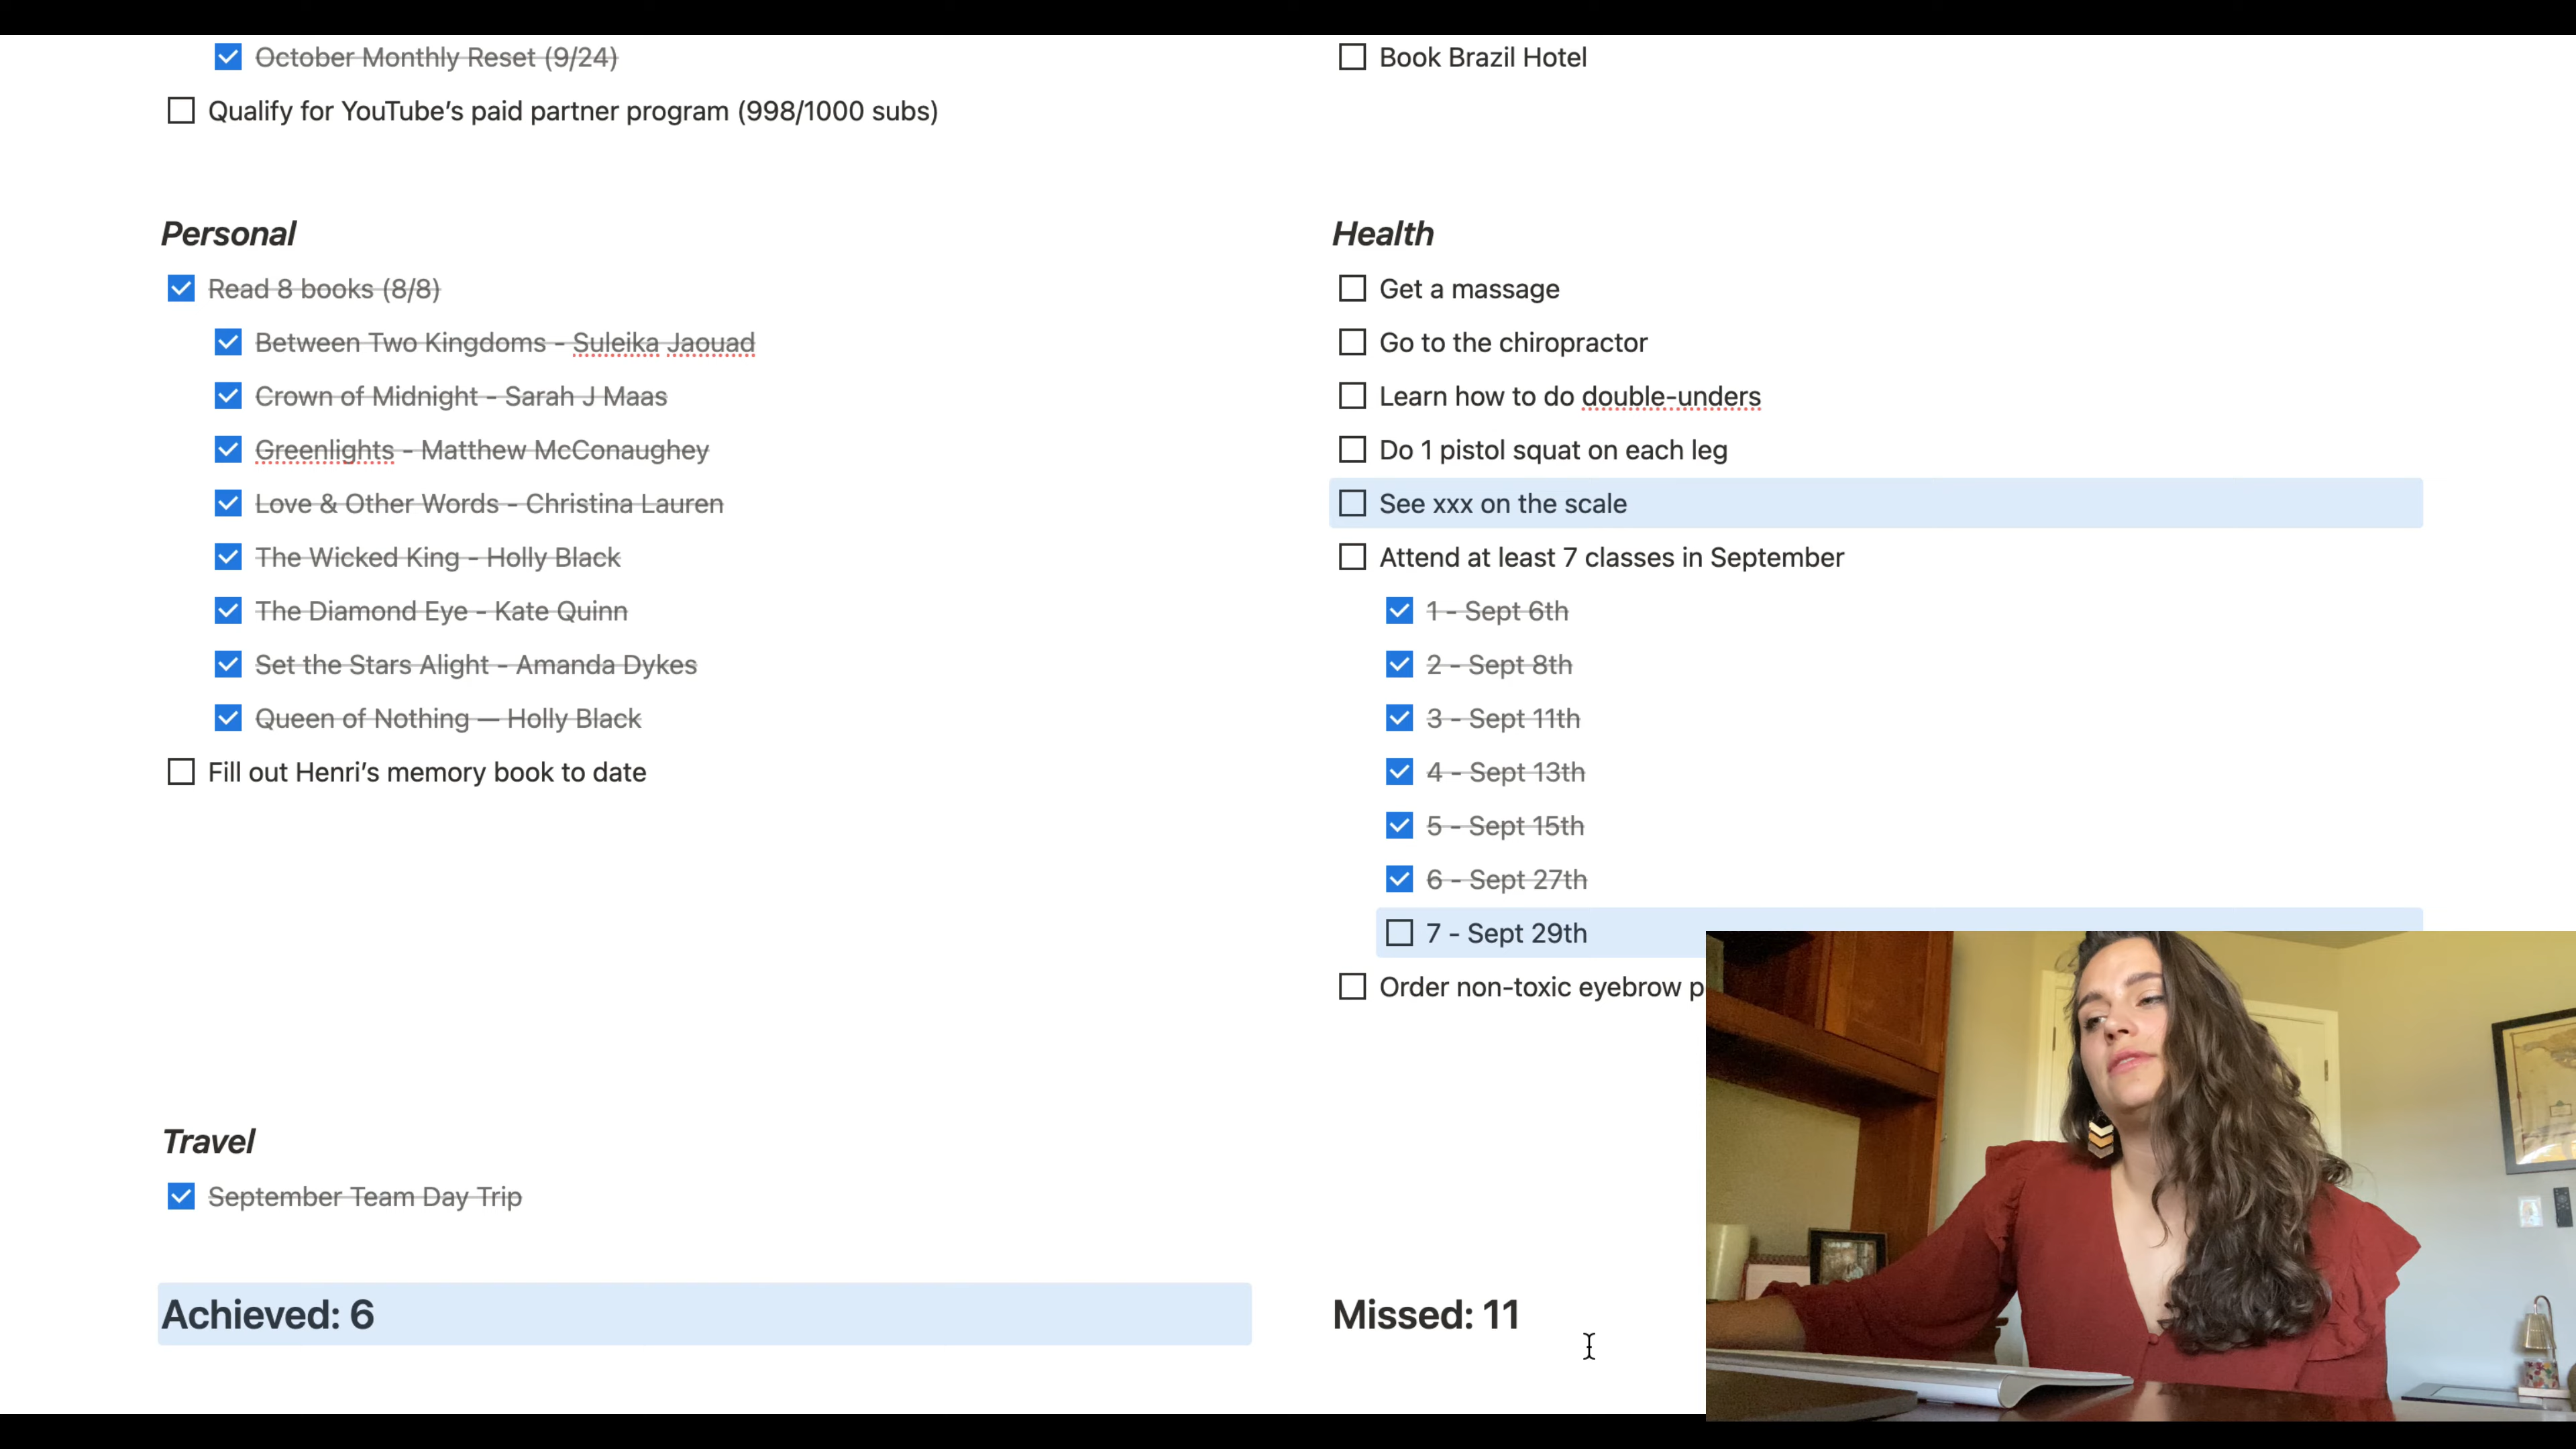 October Monthly Reset (9/24)
Qualify for YouTube's paid partner program (998/1000 subs)
Book Brazil Hotel
Personal
Read 8 books (8/8)
Between Two Kingdoms - Suleika Jaouad
Crown of Midnight - Sarah J Maas
Greenlights - Matthew McConaughey
Love & Other Words - Christina Lauren
The Wicked King - Holly Black
The Diamond Eye - Kate Quinn
Set the Stars Alight - Amanda Dykes
Queen of Nothing — Holly Black
Fill out Henri's memory book to date
Health
Get a massage
Go to the chiropractor
Learn how to do double-unders
Do 1 pistol squat on each leg
See xxx on the scale
Attend at least 7 classes in September
1 - Sept 6th
2 - Sept 8th
3 - Sept 11th
4 - Sept 13th
5 - Sept 15th
6 - Sept 27th
7 - Sept 29th
Order non-toxic eyebrow p
Travel
September Team Day Trip
Achieved: 6
Missed: 11